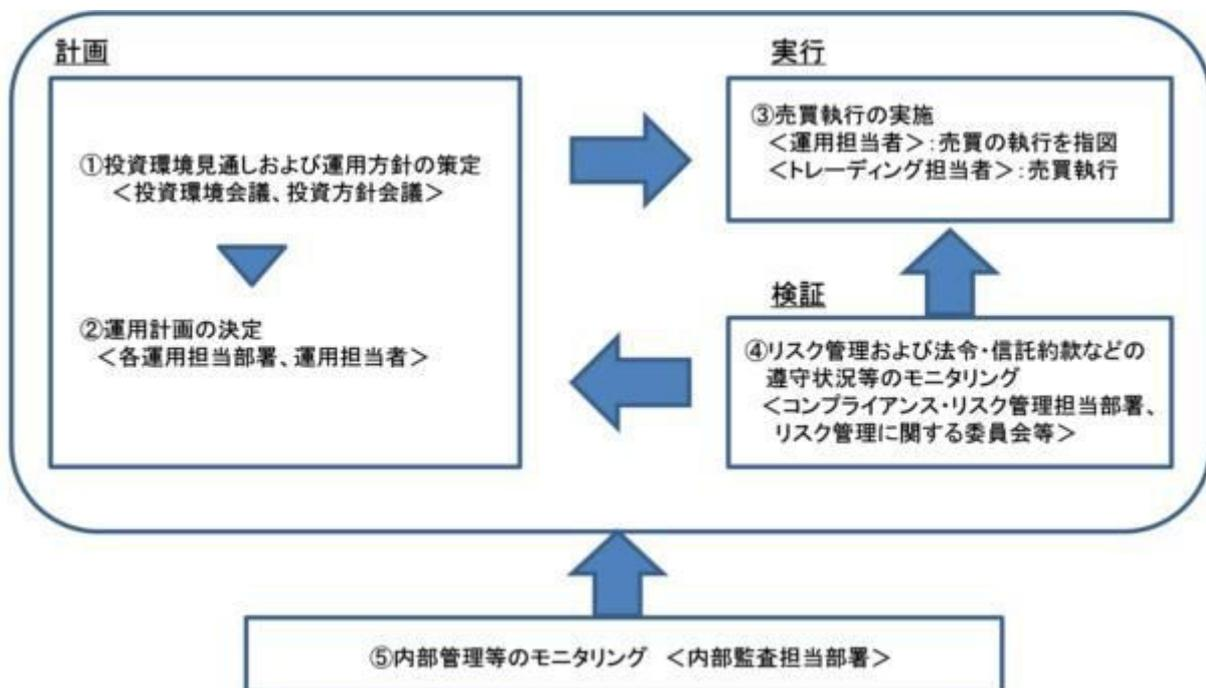 計画
①投資環境見通しおよび運用方針の策定
＜投資環境会議、投資方針会議＞
②運用計画の決定
＜各運用担当部署、運用担当者＞
実行
③売買執行の実施
＜運用担当者＞：売買の執行を指図
＜トレーディング担当者＞：売買執行
検証
④リスク管理および法令・信託約款などの
遵守状況等のモニタリング
＜コンプライアンス・リスク管理担当部署、
リスク管理に関する委員会等＞
⑤内部管理等のモニタリング　＜内部監査担当部署＞